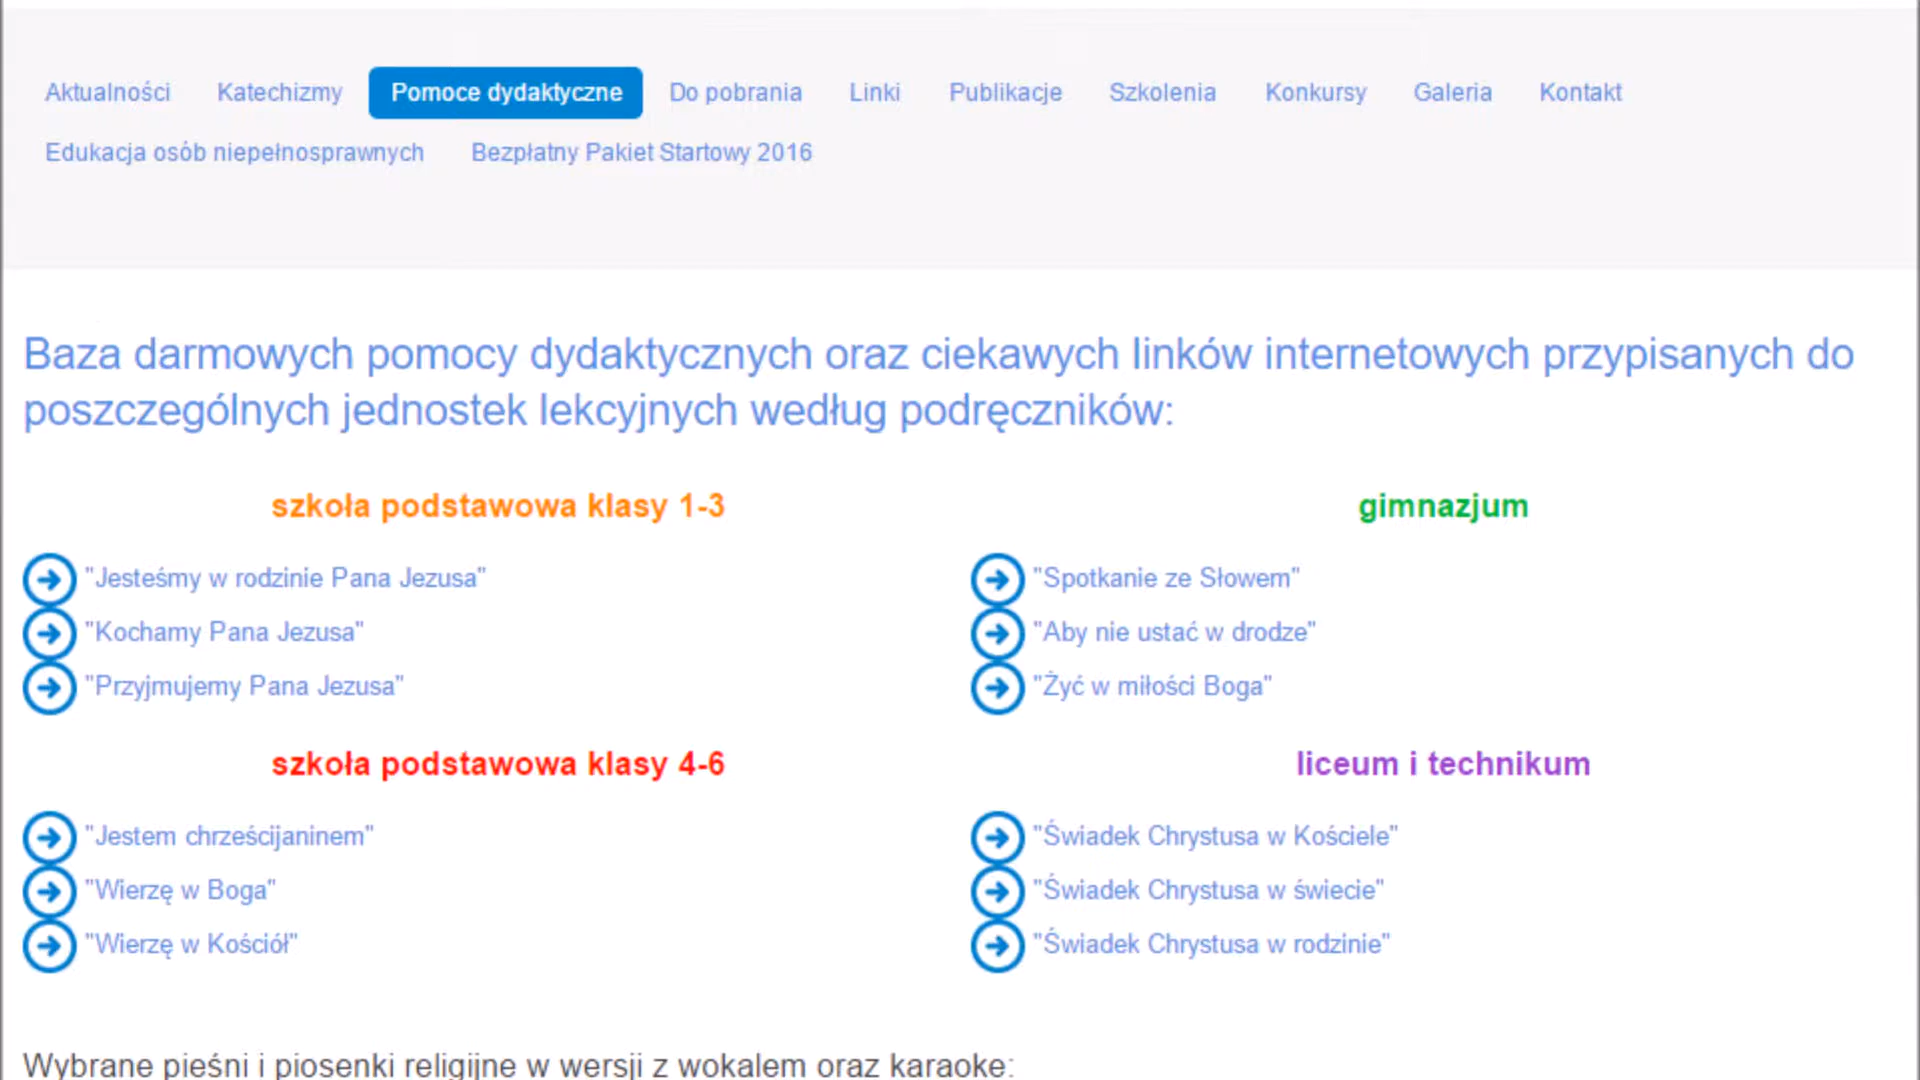 Aktualności Katechizmy Pomoce dydaktyczne Do pobrania Linki Publikacje Szkolenia Konkursy Galeria Kontakt
Edukacja osób niepełnosprawnych Bezpłatny Pakiet Startowy 2016
Baza darmowych pomocy dydaktycznych oraz ciekawych linków internetowych przypisanych do
poszczególnych jednostek lekcyjnych według podręczników:
szkoła podstawowa klasy 1-3
"Jesteśmy w rodzinie Pana Jezusa"
"Kochamy Pana Jezusa"
"Przyjmujemy Pana Jezusa"
gimnazjum
"Spotkanie ze Słowem"
"Aby nie ustać w drodze"
"Żyć w miłości Boga"
szkoła podstawowa klasy 4-6
"Jestem chrześcijaninem"
"Wierzę w Boga"
"Wierzę w Kościół"
liceum i technikum
"Świadek Chrystusa w Kościele"
"Świadek Chrystusa w świecie"
"Świadek Chrystusa w rodzinie"
Wybrane pieśni i piosenki religijne w wersji z wokalem oraz karaoke: